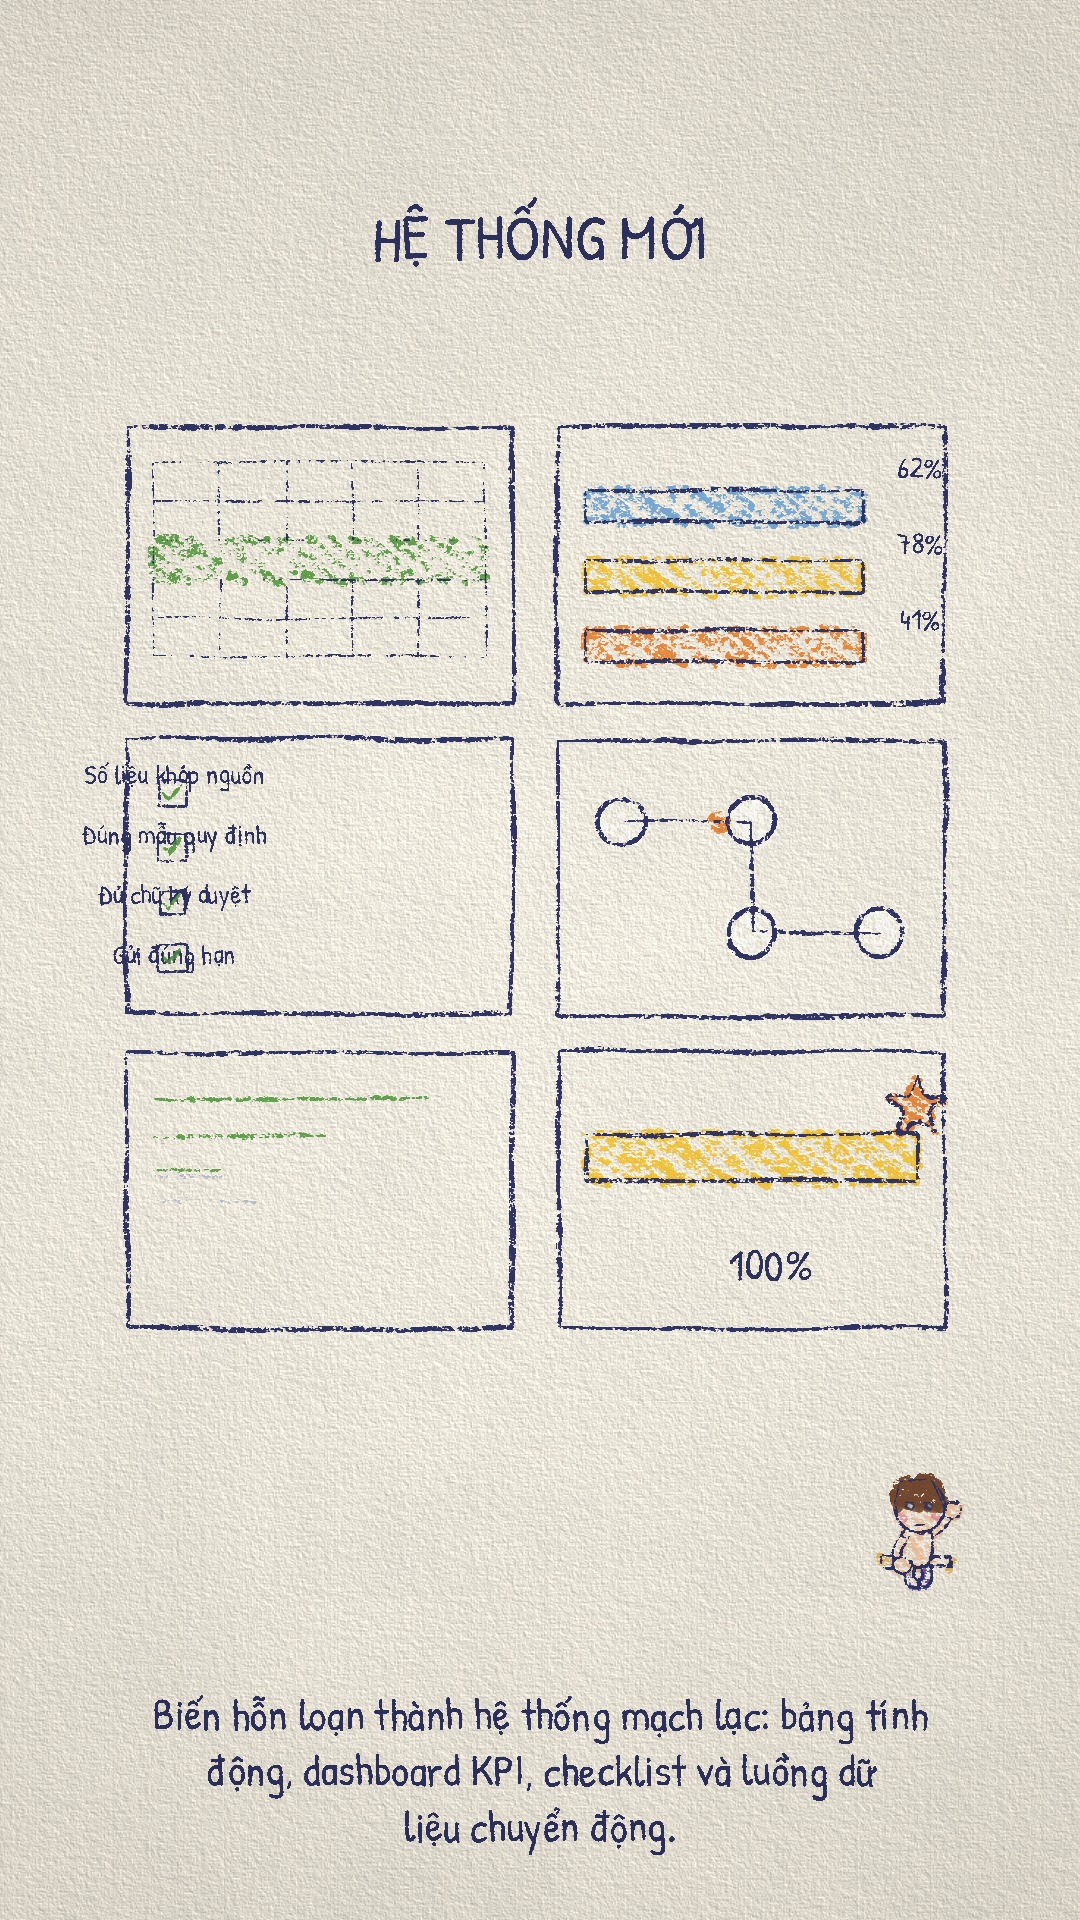 HỆ THỐNG MỚI
62%
78%
41%
Số liệu khớp nguồn
Đúng mẫu quy định
Đủ chữ ký duyệt
Gửi đúng hạn
100%
Biến hỗn loạn thành hệ thống mạch lạc: bảng tính
động, dashboard KPI, checklist và luồng dữ
liệu chuyển động.